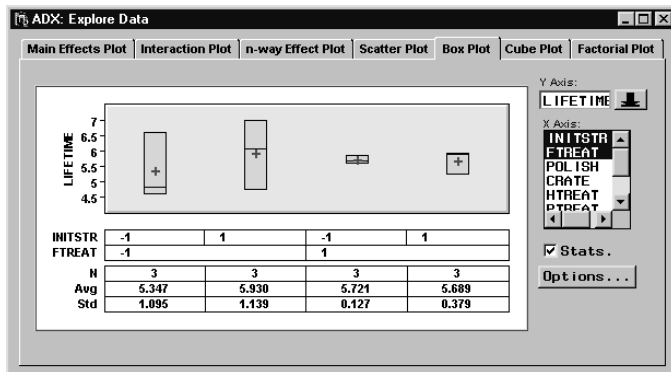 ADX: Explore Data
Main Effects Plot Interaction Plot n-way Effect Plot Scatter Plot Box Plot Cube Plot Factorial Plot
Y Axis:
LIFETIME
X Axis:
INITSTR
FTREAT
POLISH
CRATE
HTREAT
PTREAT
Stats.
Options...
LIFETIME
7
6.5
6
5.5
5
4.5
INITSTR -1 1 -1 1
FTREAT -1 1
N 3 3 3 3
Avg 5.347 5.930 5.721 5.689
Std 1.095 1.139 0.127 0.379